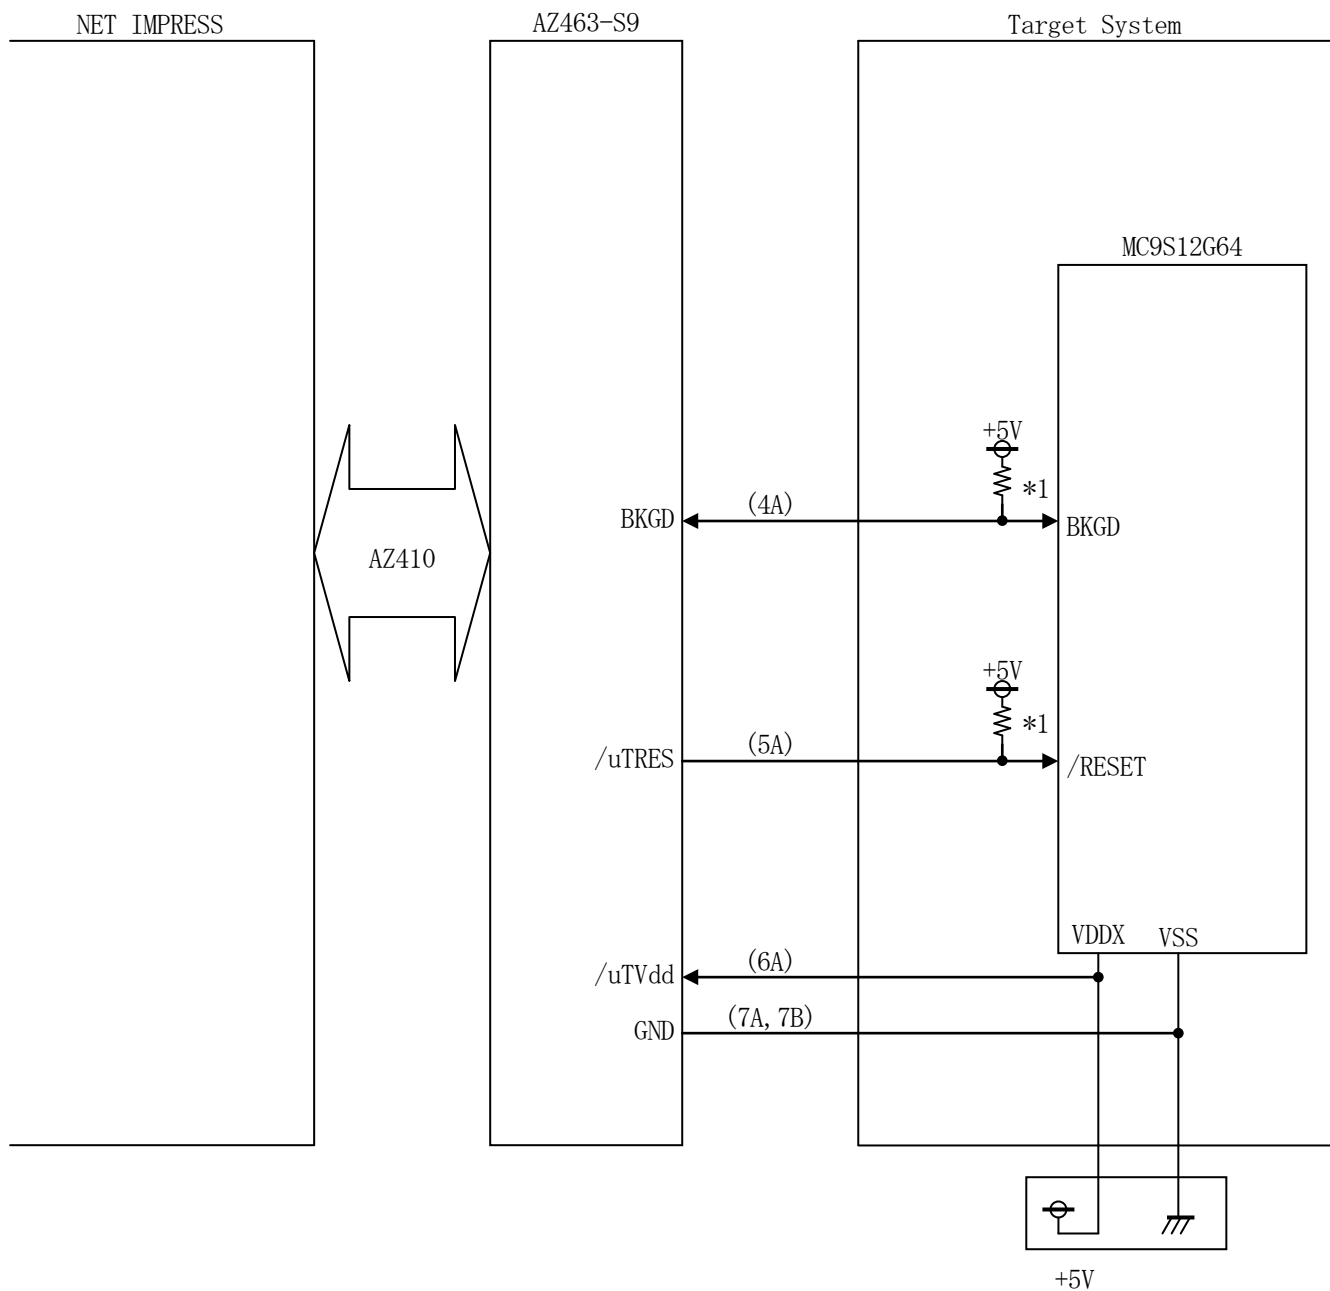 NET IMPRESS
AZ463-S9
Target System
MC9S12G64
+5V
*1
BKGD
(4A)
BKGD
AZ410
+5V
*1
/uTRES
(5A)
/RESET
VDDX
VSS
/uTVdd
(6A)
GND
(7A, 7B)
+5V